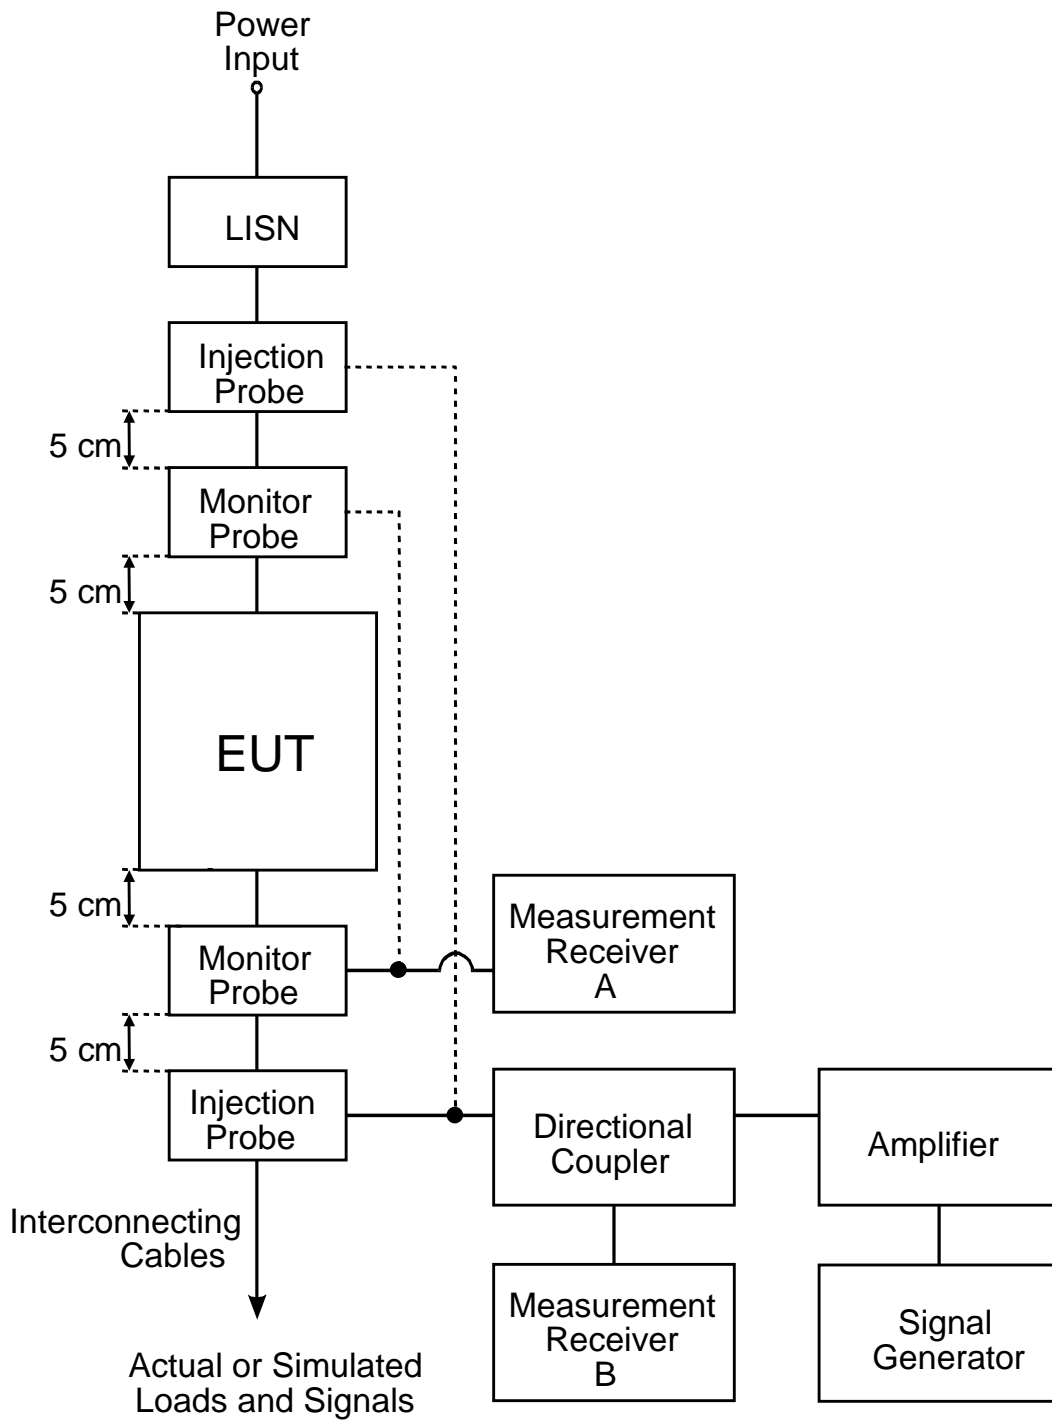 Power
Input
LISN
Injection
Probe
5 cm
Monitor
Probe
5 cm
EUT
5 cm
Monitor
Probe
Measurement
Receiver
A
5 cm
Injection
Probe
Directional
Coupler
Amplifier
Interconnecting
Cables
Measurement
Receiver
B
Signal
Generator
Actual or Simulated
Loads and Signals